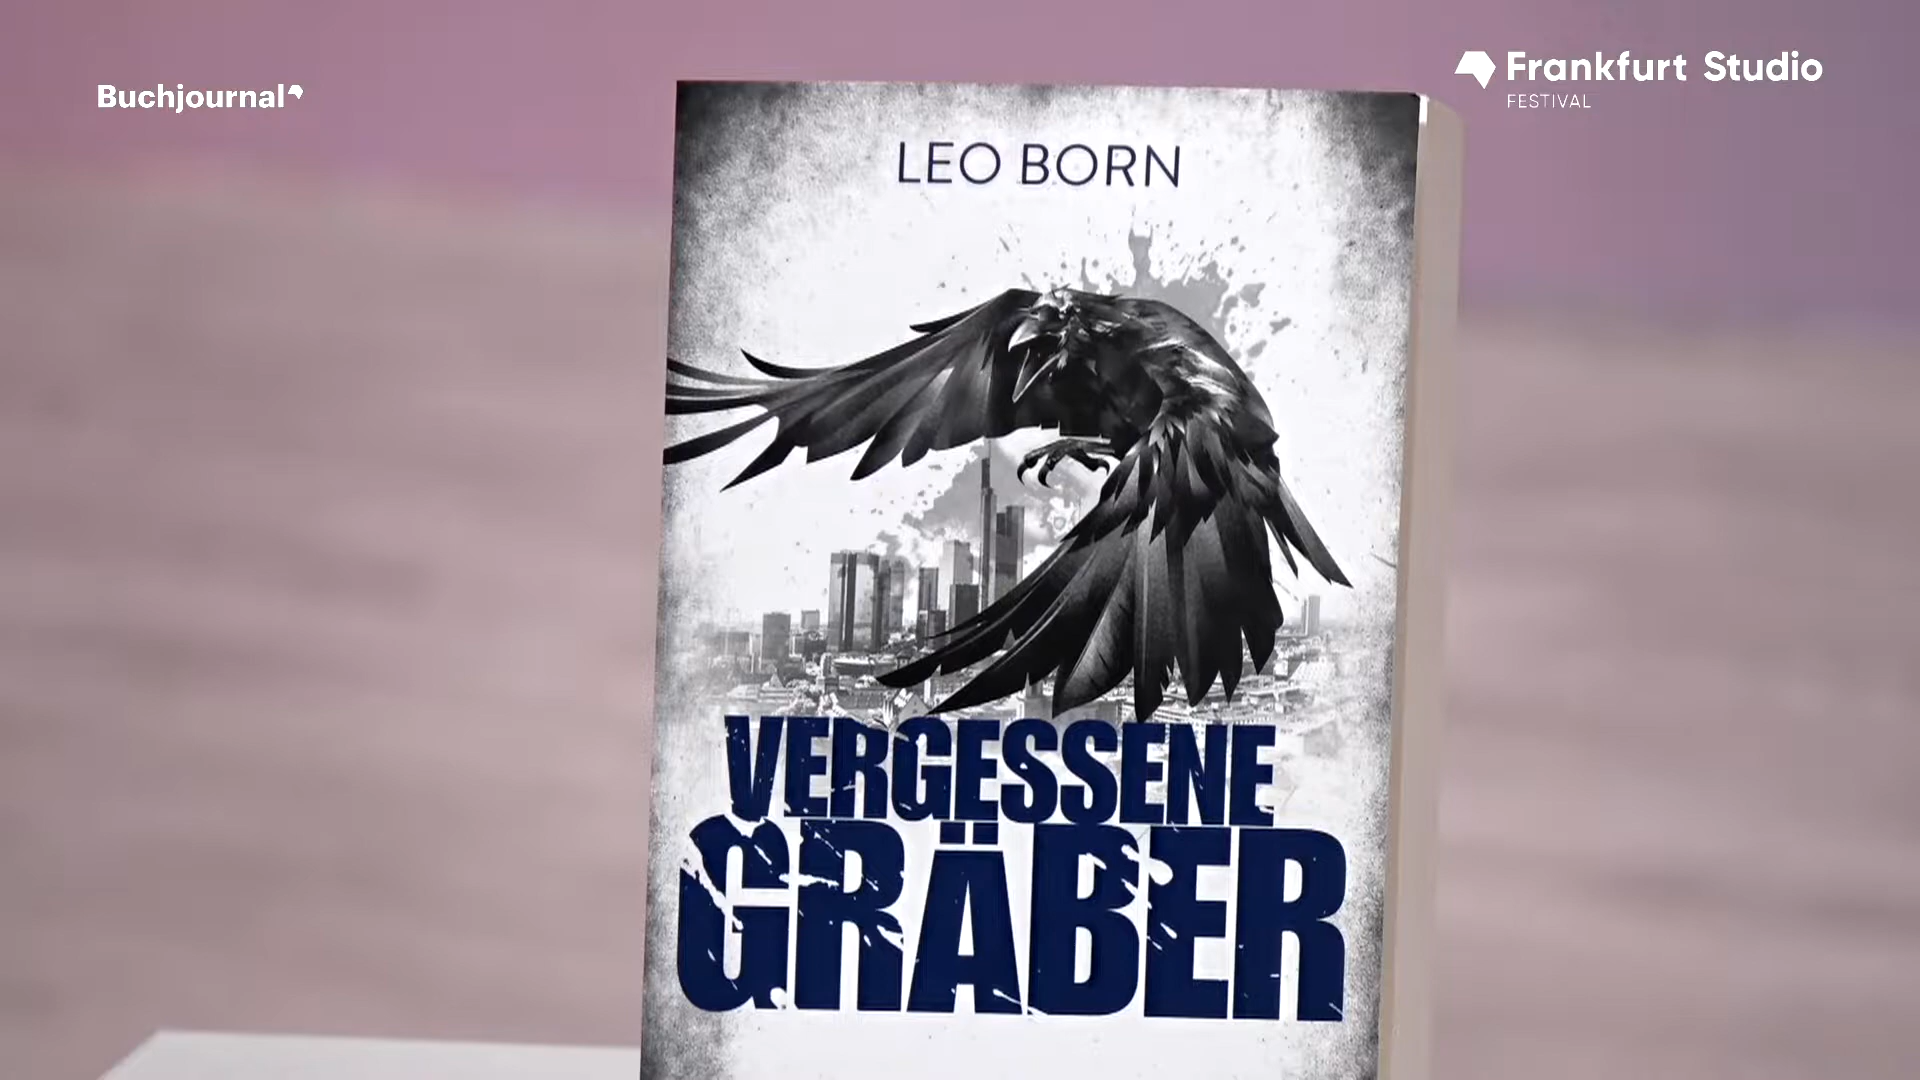 Buchjournal
Frankfurt Studio
FESTIVAL
LEO BORN
VERGESSENE
GRÄBER